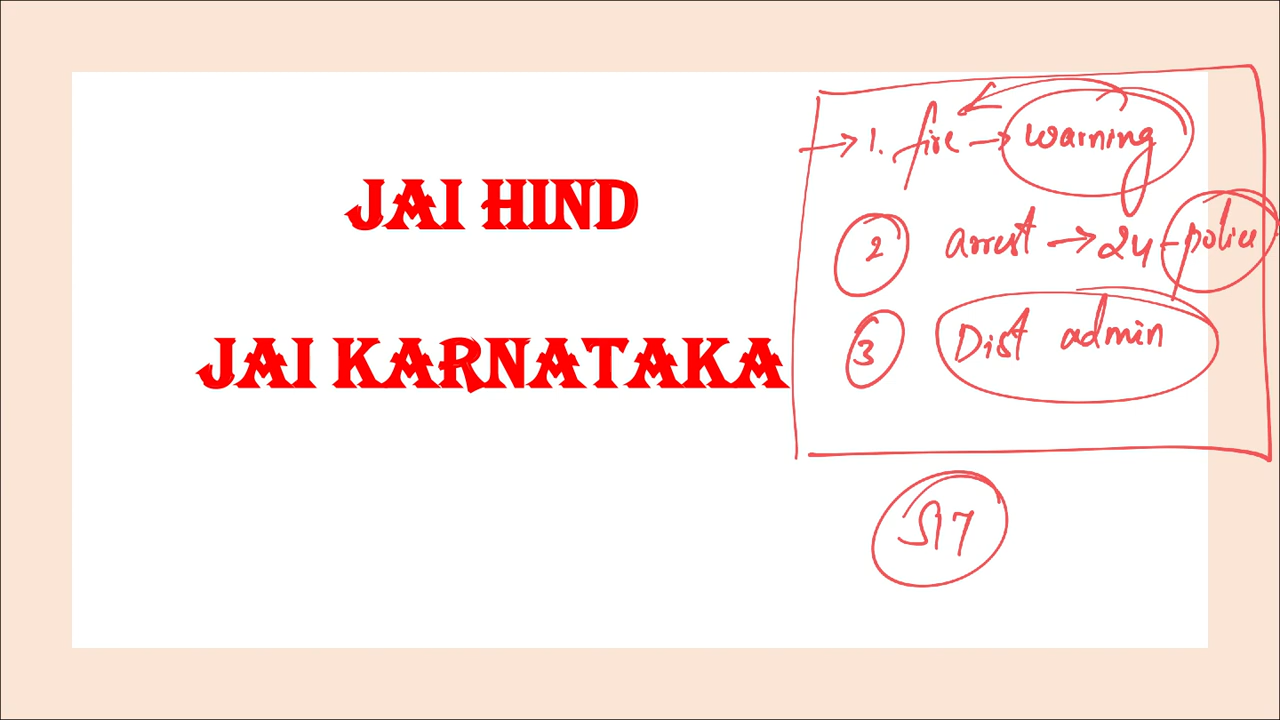 JAI HIND
JAI KARNATAKA
→ 1. fire → warning
2 arrest → 24 - police
3 Dist admin
S17